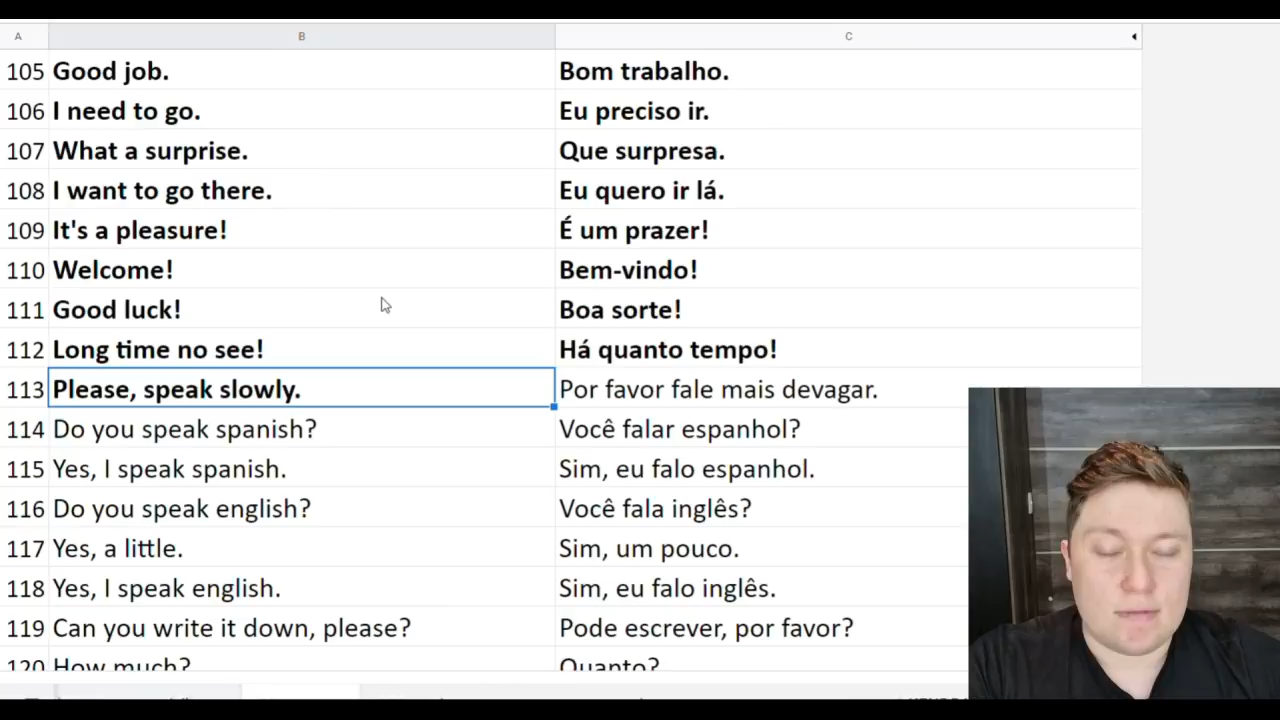 A B C
105 Good job. Bom trabalho.
106 I need to go. Eu preciso ir.
107 What a surprise. Que surpresa.
108 I want to go there. Eu quero ir lá.
109 It's a pleasure! É um prazer!
110 Welcome! Bem-vindo!
111 Good luck! Boa sorte!
112 Long time no see! Há quanto tempo!
113 Please, speak slowly. Por favor fale mais devagar.
114 Do you speak spanish? Você falar espanhol?
115 Yes, I speak spanish. Sim, eu falo espanhol.
116 Do you speak english? Você fala inglês?
117 Yes, a little. Sim, um pouco.
118 Yes, I speak english. Sim, eu falo inglês.
119 Can you write it down, please? Pode escrever, por favor?
120 How much? Quanto?